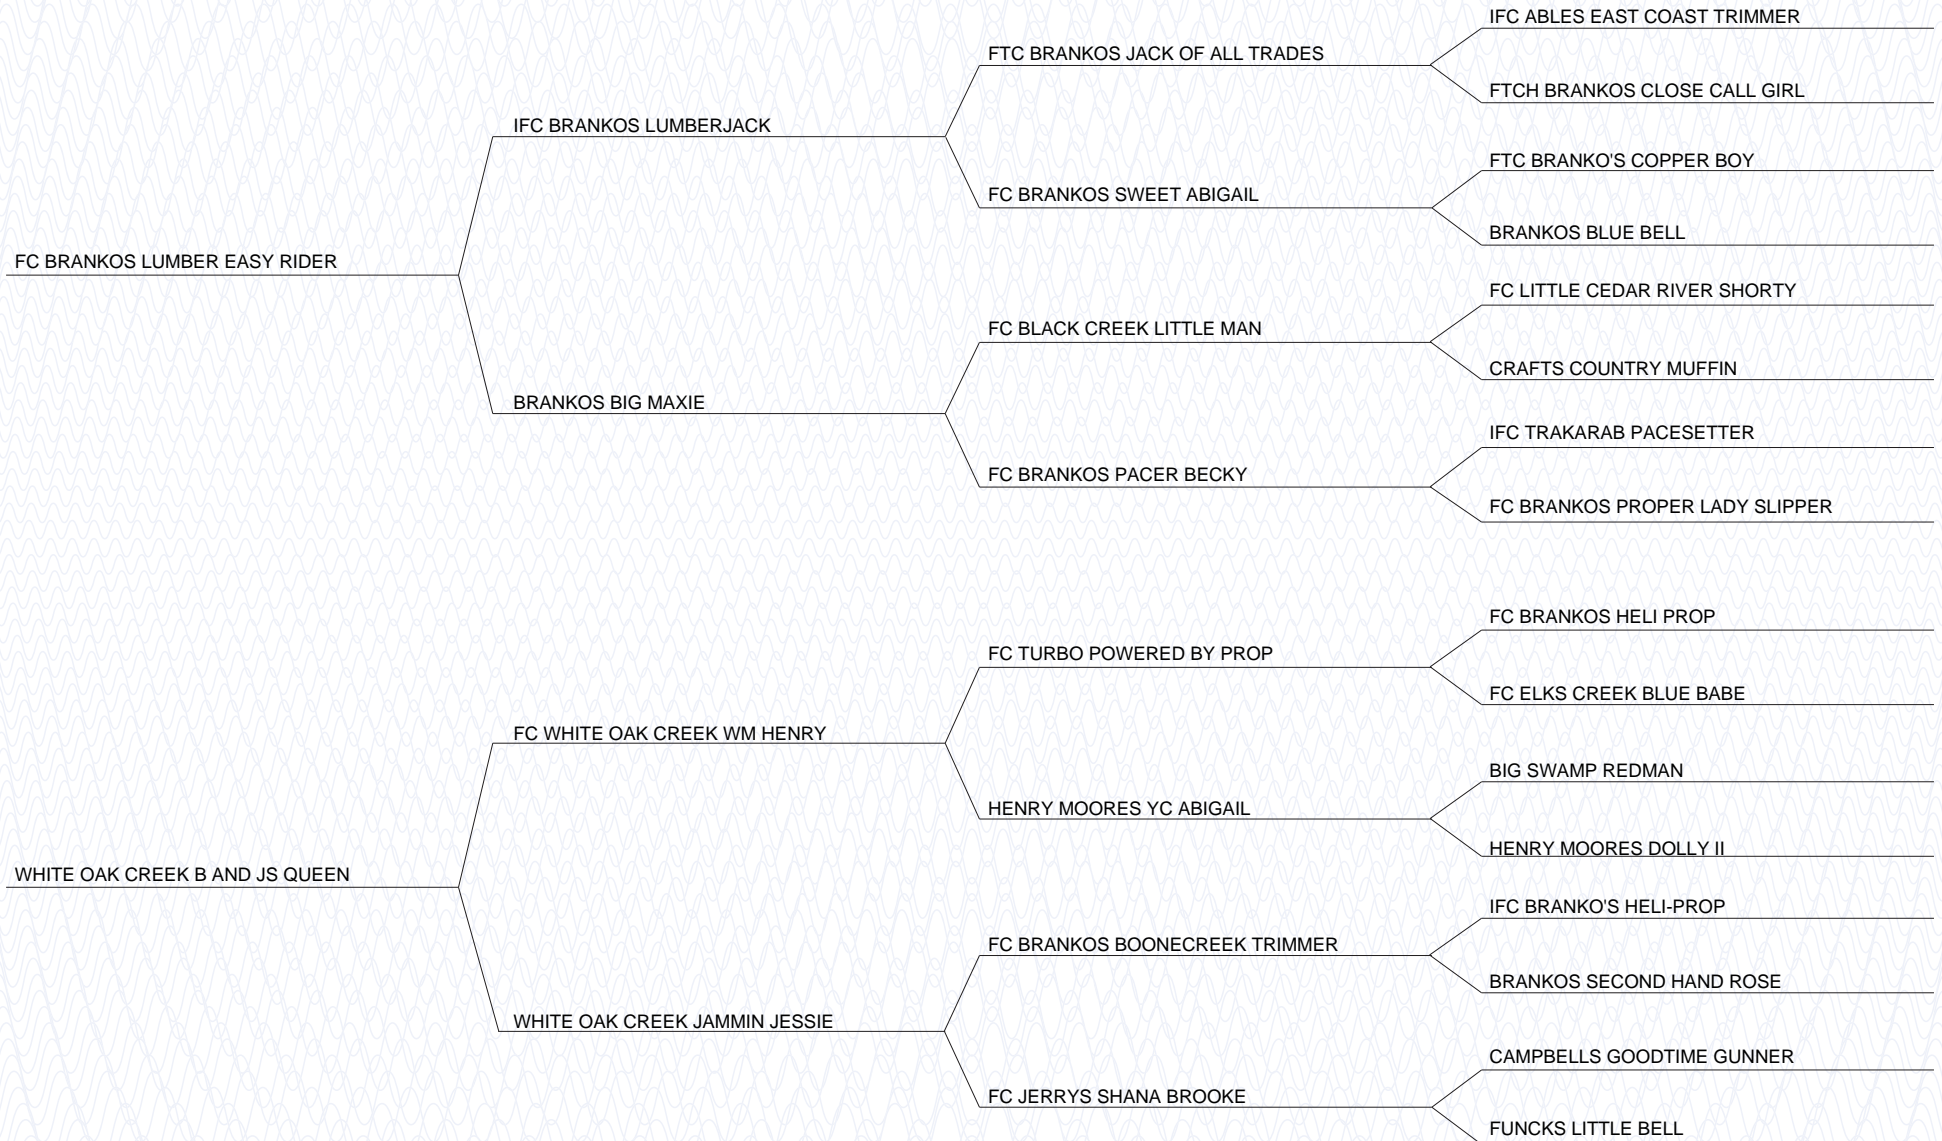 IFC ABLES EAST COAST TRIMMER
FTC BRANKOS JACK OF ALL TRADES
FTCH BRANKOS CLOSE CALL GIRL
IFC BRANKOS LUMBERJACK
FTC BRANKO'S COPPER BOY
FC BRANKOS SWEET ABIGAIL
BRANKOS BLUE BELL
FC BRANKOS LUMBER EASY RIDER
FC LITTLE CEDAR RIVER SHORTY
FC BLACK CREEK LITTLE MAN
CRAFTS COUNTRY MUFFIN
BRANKOS BIG MAXIE
IFC TRAKARAB PACESETTER
FC BRANKOS PACER BECKY
FC BRANKOS PROPER LADY SLIPPER
FC BRANKOS HELI PROP
FC TURBO POWERED BY PROP
FC ELKS CREEK BLUE BABE
FC WHITE OAK CREEK WM HENRY
BIG SWAMP REDMAN
HENRY MOORES YC ABIGAIL
HENRY MOORES DOLLY II
WHITE OAK CREEK B AND JS QUEEN
IFC BRANKO'S HELI-PROP
FC BRANKOS BOONECREEK TRIMMER
BRANKOS SECOND HAND ROSE
WHITE OAK CREEK JAMMIN JESSIE
CAMPBELLS GOODTIME GUNNER
FC JERRYS SHANA BROOKE
FUNCKS LITTLE BELL